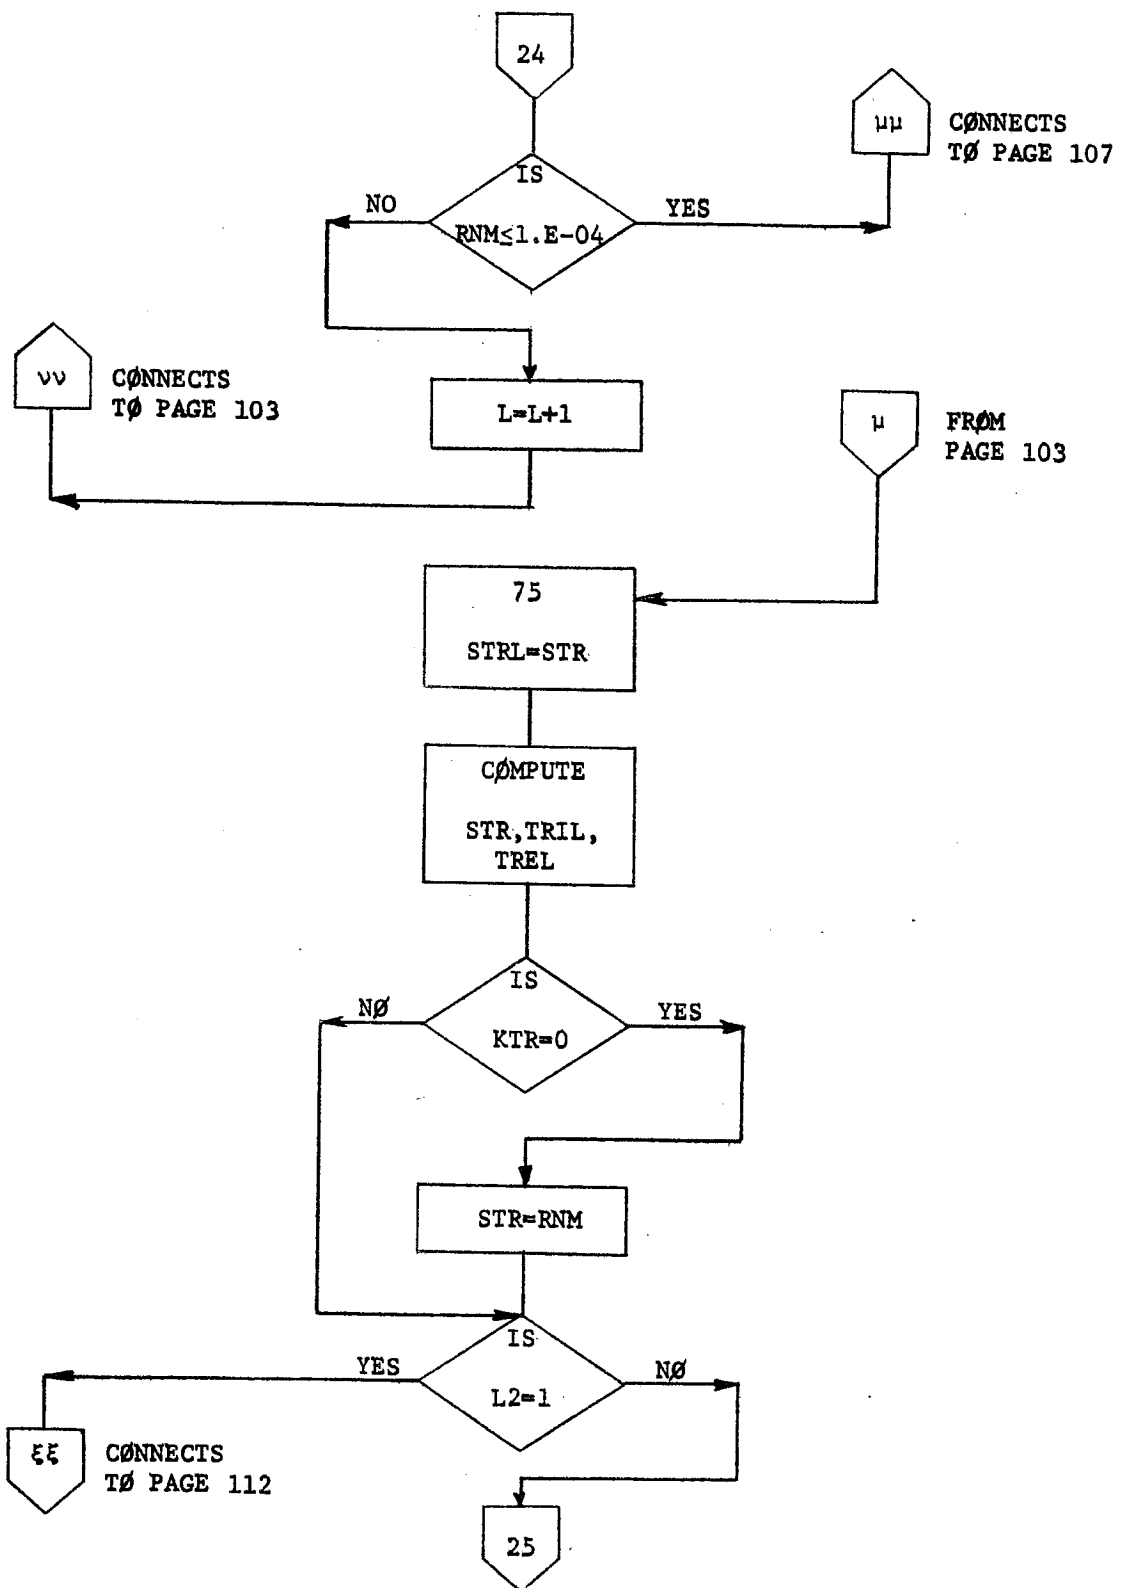 24
μμ
CØNNECTS
TØ PAGE 107
IS
RNM≤1.E-04
NO
YES
νν
CØNNECTS
TØ PAGE 103
L=L+1
μ
FRØM
PAGE 103
75
STRL=STR
CØMPUTE
STR,TRIL,
TREL
IS
KTR=0
NØ
YES
STR=RNM
IS
L2=1
YES
NØ
ξξ
CØNNECTS
TØ PAGE 112
25